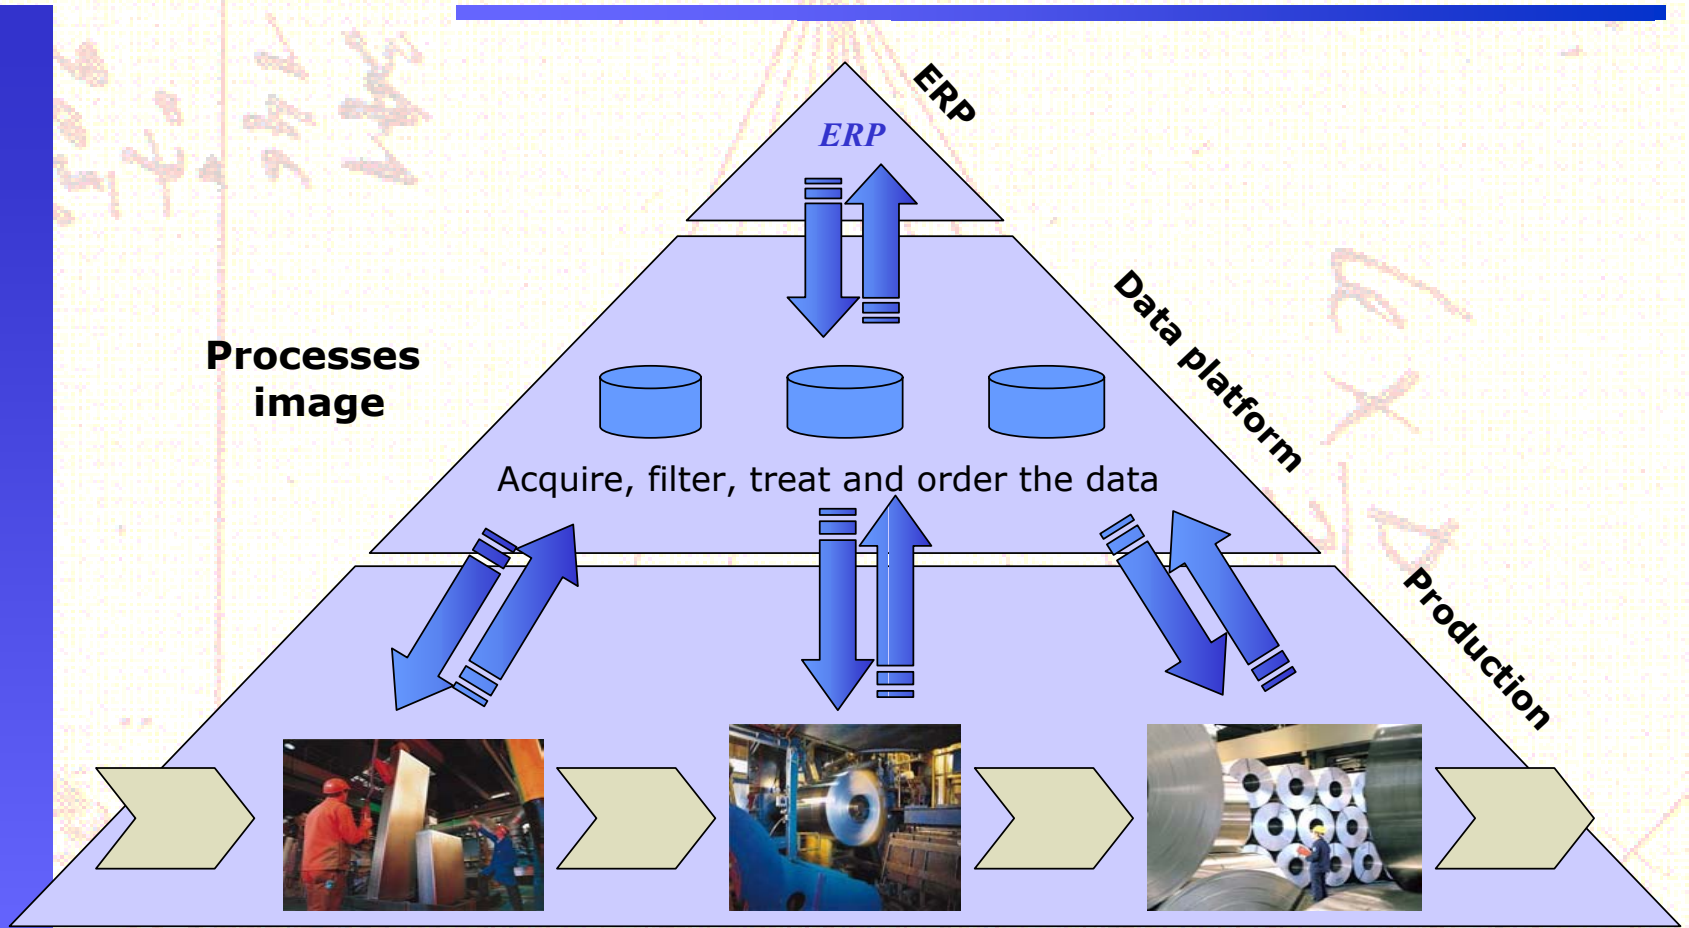 ERP
ERP
Data platform
Processes
image
Acquire, filter, treat and order the data
Production